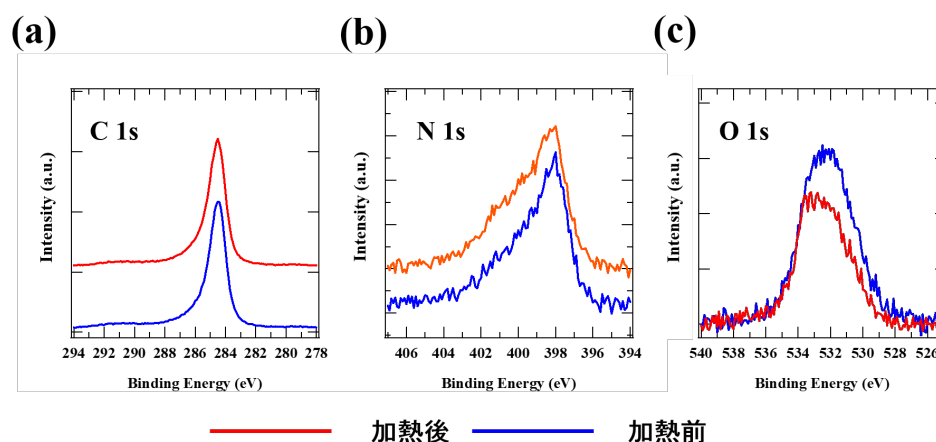 (a) (b) (c)
C 1s N 1s O 1s
Intensity (a.u.) Intensity (a.u.) Intensity (a.u.)
294 292 290 288 286 284 282 280 278 406 404 402 400 398 396 394 540 538 536 534 532 530 528 526
Binding Energy (eV) Binding Energy (eV) Binding Energy (eV)
加熱後 加熱前